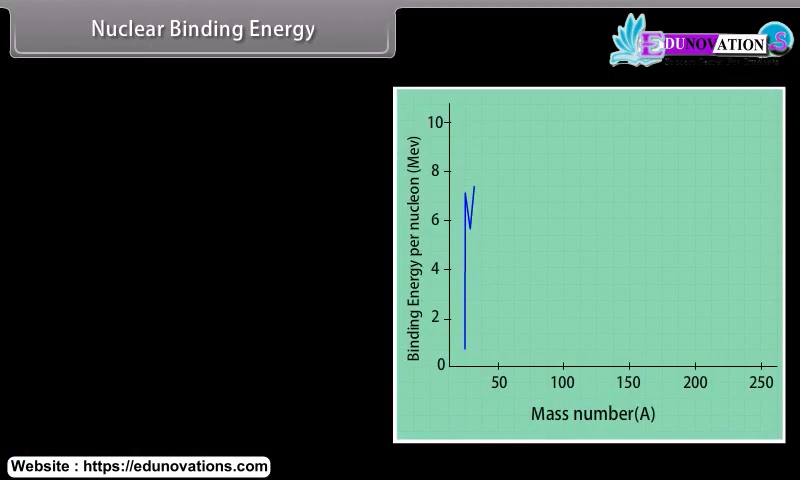 Nuclear Binding Energy
EDUNOVATIONS
10
8
6
4
2
0
Binding Energy per nucleon (Mev)
50 100 150 200 250
Mass number(A)
Website : https://edunovations.com